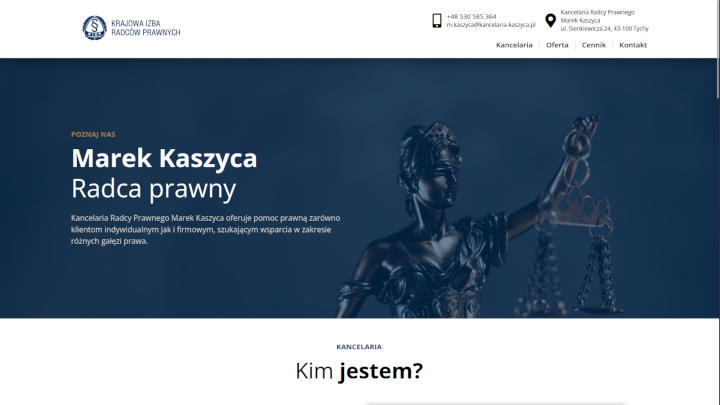 KRAJOWA IZBA
RADCÓW PRAWNYCH
+48 530 585 364
m.kaszyca@kancelaria-kaszyca.pl
Kancelaria Radcy Prawnego
Marek Kaszyca
ul. Sienkiewicza 24, 43-100 Tychy
Kancelaria
Oferta
Cennik
Kontakt
POZNAJ NAS
Marek Kaszyca
Radca prawny
Kancelaria Radcy Prawnego Marek Kaszyca oferuje pomoc prawną zarówno
klientom indywidualnym jak i firmowym, szukającym wsparcia w zakresie
różnych gałęzi prawa.
KANCELARIA
Kim jestem?